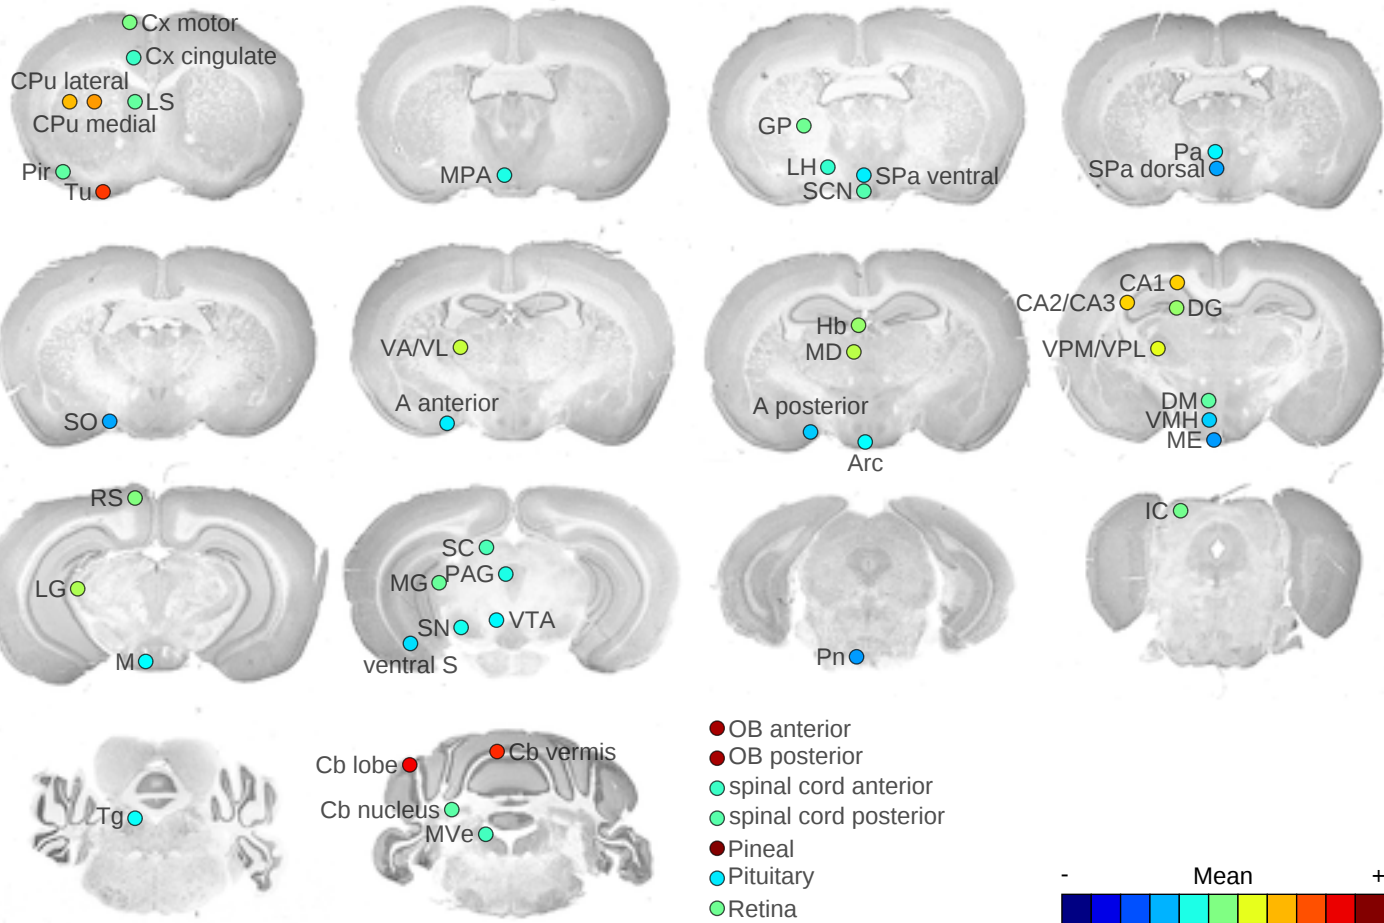 Cx motor
Cx cingulate
CPu lateral
LS
CPu medial
Pir
Tu
MPA
GP
LH
SPa ventral
SCN
Pa
SPa dorsal
SO
VA/VL
A anterior
Hb
MD
A posterior
Arc
CA1
CA2/CA3
DG
VPM/VPL
DM
VMH
ME
RS
LG
M
SC
MG
PAG
SN
VTA
ventral S
Pn
IC
Tg
Cb lobe
Cb vermis
Cb nucleus
MVe
OB anterior
OB posterior
spinal cord anterior
spinal cord posterior
Pineal
Pituitary
Retina
- Mean +